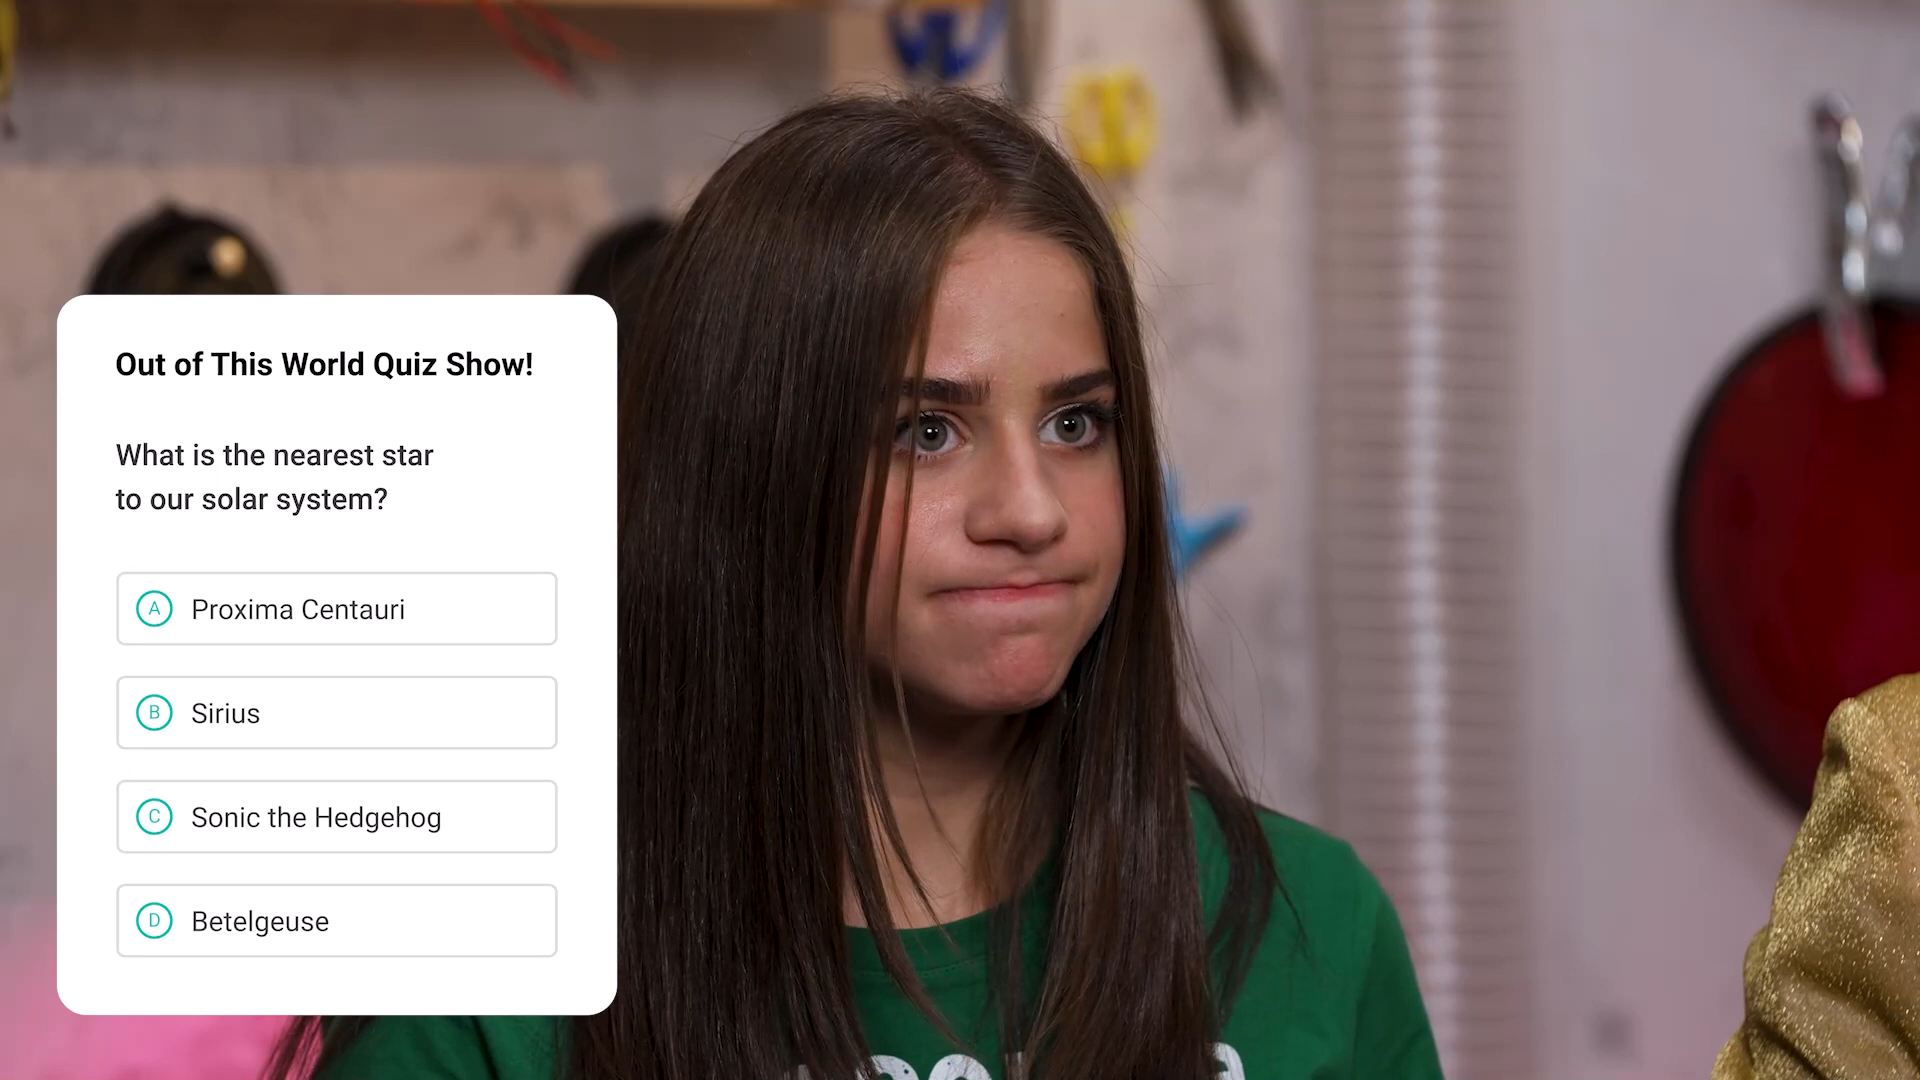 Out of This World Quiz Show!
What is the nearest star
to our solar system?
A Proxima Centauri
B Sirius
C Sonic the Hedgehog
D Betelgeuse